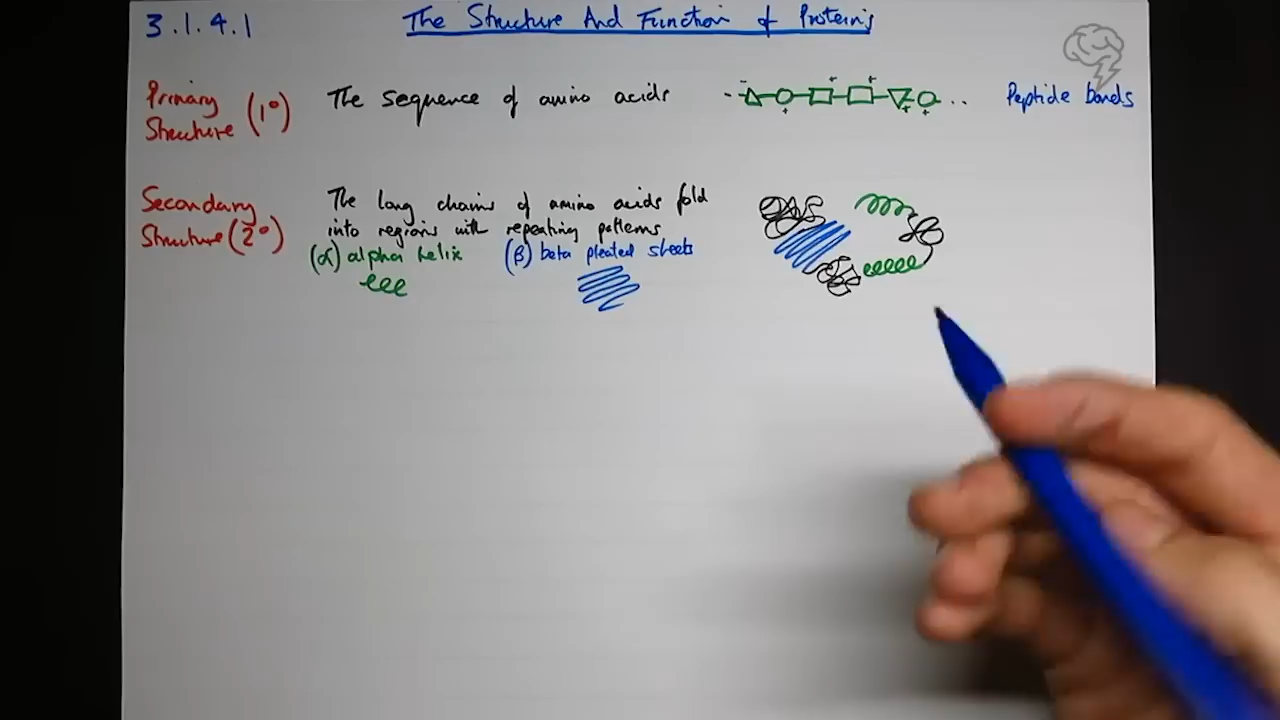 3.1.4.1
The Structure And Function of Proteins
Primary
Structure (1°)
The sequence of amino acids
Peptide bonds
Secondary
Structure (2°)
The long chains of amino acids fold
into regions with repeating patterns
(α) alpha helix (β) beta pleated sheets